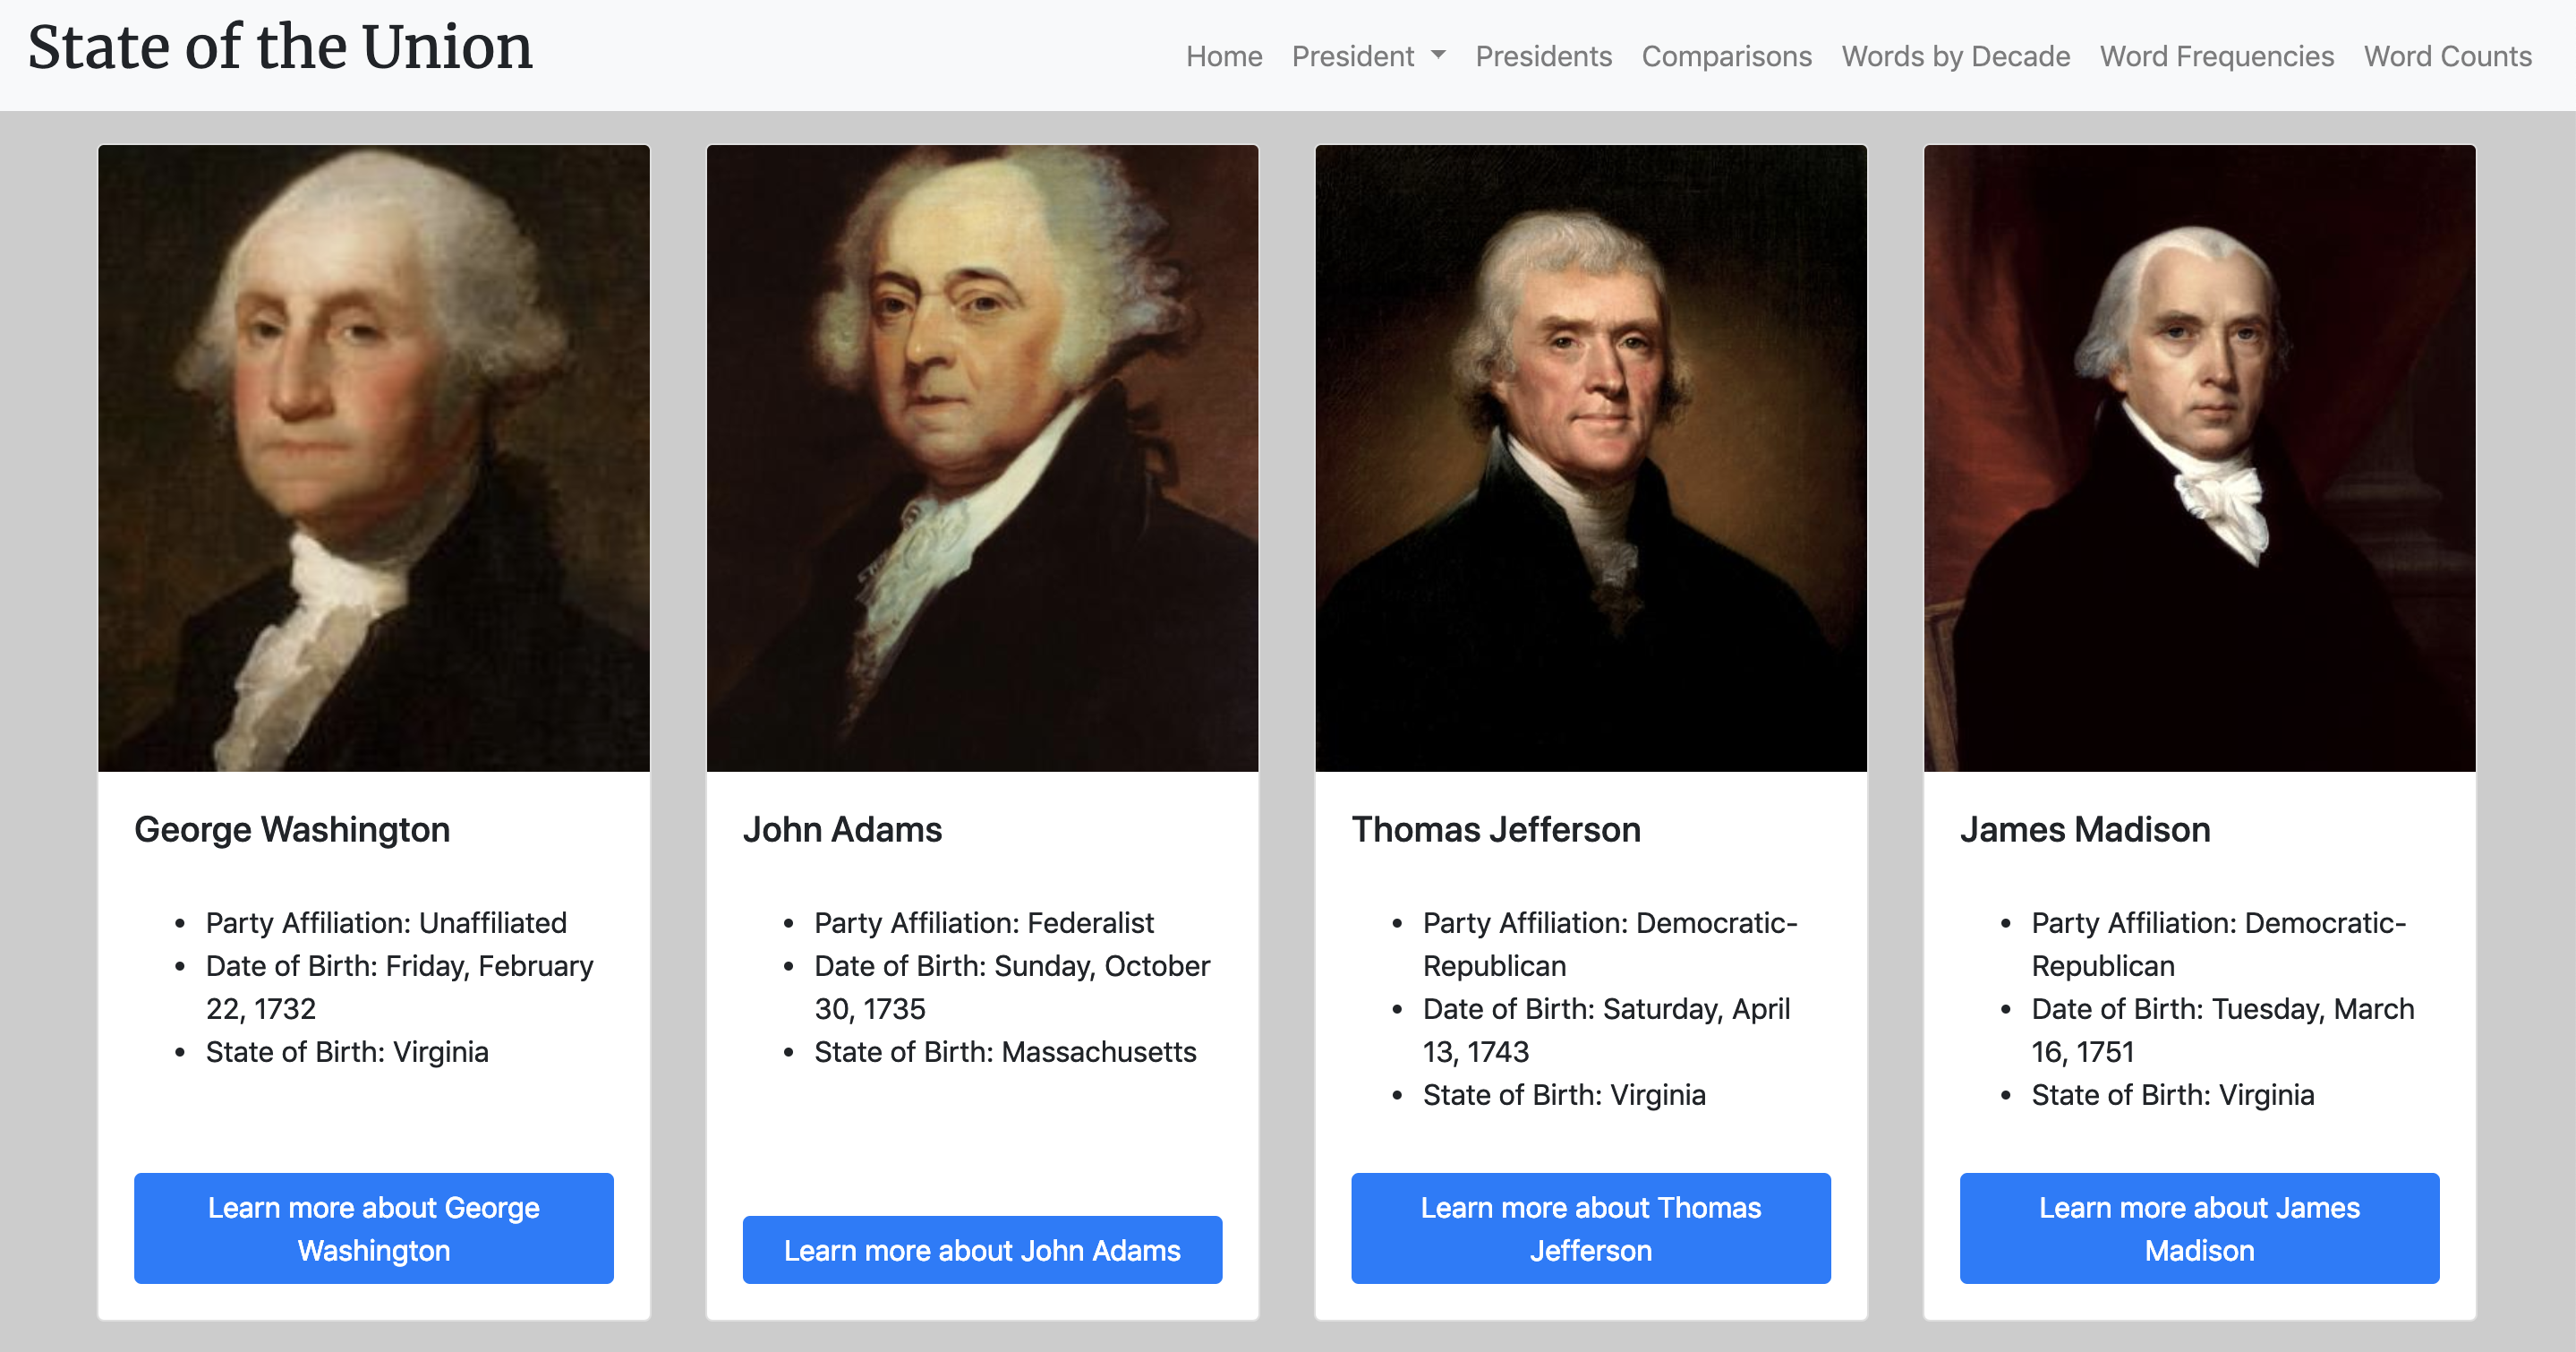 State of the Union
Home President Presidents Comparisons Words by Decade Word Frequencies Word Counts
George Washington
Party Affiliation: Unaffiliated
Date of Birth: Friday, February
22, 1732
State of Birth: Virginia
Learn more about George
Washington
John Adams
Party Affiliation: Federalist
Date of Birth: Sunday, October
30, 1735
State of Birth: Massachusetts
Learn more about John Adams
Thomas Jefferson
Party Affiliation: Democratic-
Republican
Date of Birth: Saturday, April
13, 1743
State of Birth: Virginia
Learn more about Thomas
Jefferson
James Madison
Party Affiliation: Democratic-
Republican
Date of Birth: Tuesday, March
16, 1751
State of Birth: Virginia
Learn more about James
Madison